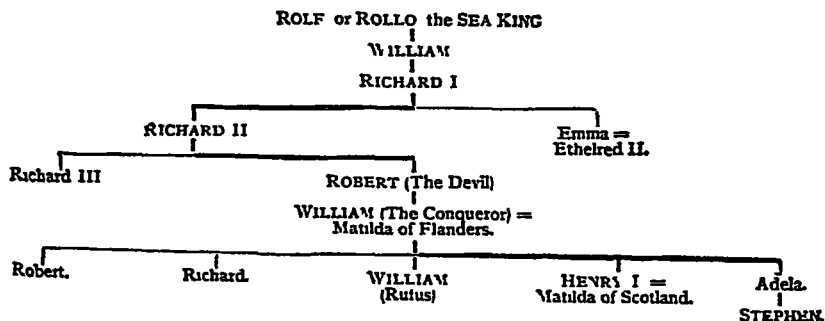 ROLF or ROLLO the SEA KING
WILLIAM
RICHARD I
RICHARD II
Emma =
Ethelred II.
Richard III
ROBERT (The Devil)
WILLIAM (The Conqueror) =
Matilda of Flanders.
Robert.
Richard.
WILLIAM
(Rufus)
HENRY I =
Matilda of Scotland.
Adela.
STEPHEN.